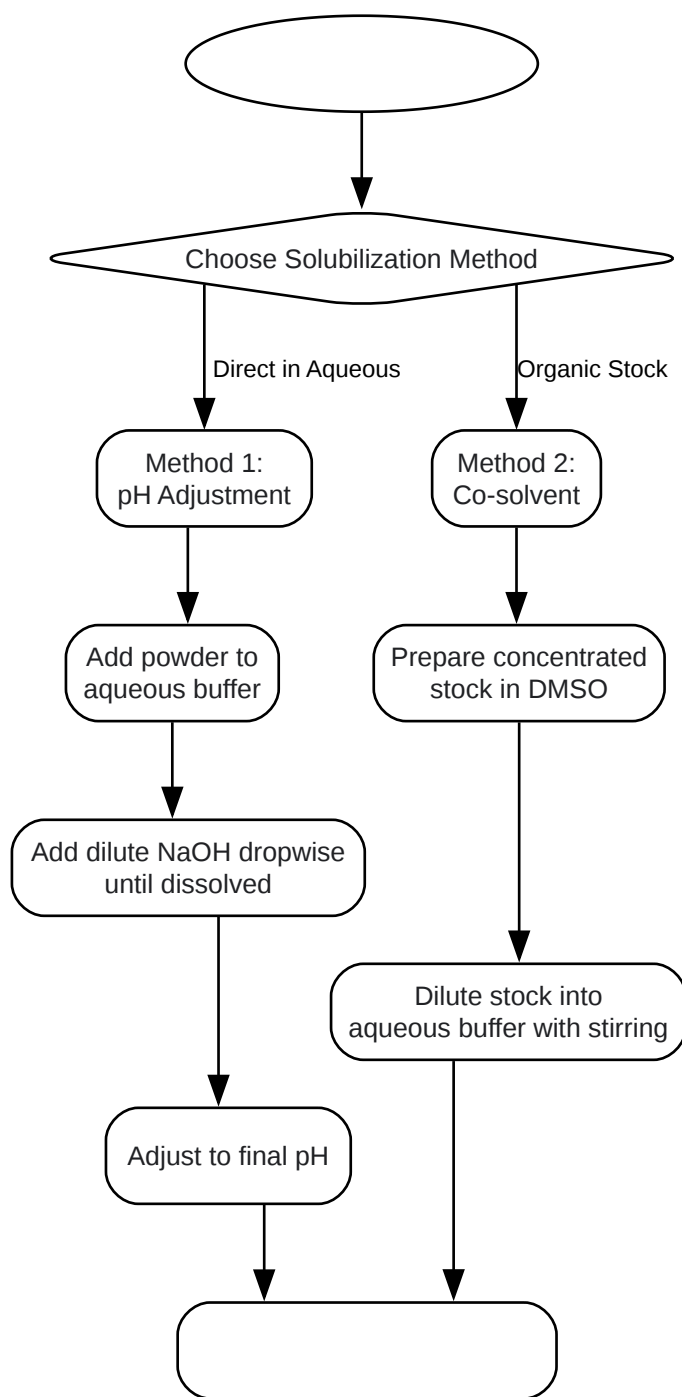 Choose Solubilization Method
Direct in Aqueous
Organic Stock
Method 1:
pH Adjustment
Method 2:
Co-solvent
Add powder to
aqueous buffer
Prepare concentrated
stock in DMSO
Add dilute NaOH dropwise
until dissolved
Dilute stock into
aqueous buffer with stirring
Adjust to final pH